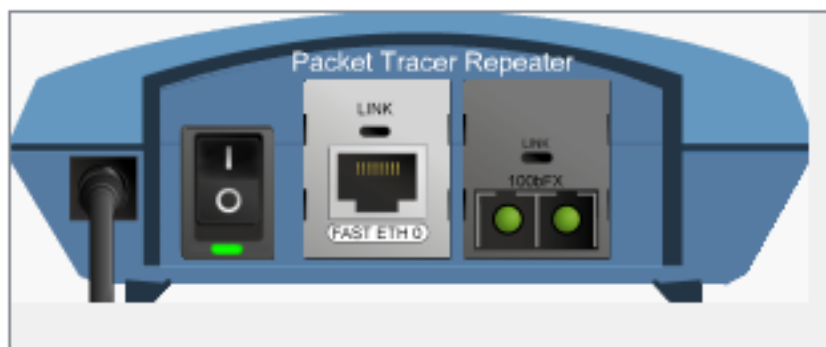 Packet Tracer Repeater
LINK
LINK
100bFX
FAST ETH 0